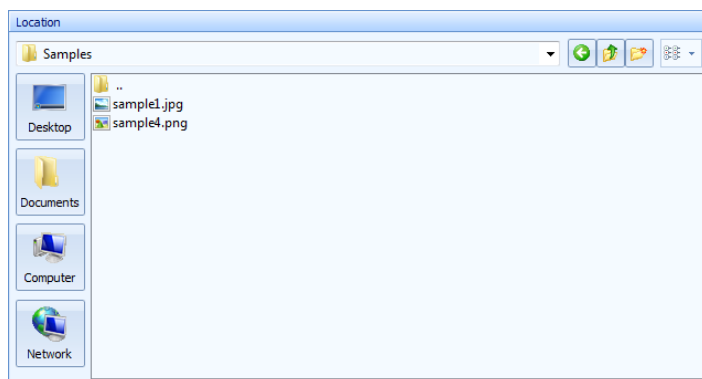 Location
Samples
..
sample1.jpg
sample4.png
Desktop
Documents
Computer
Network